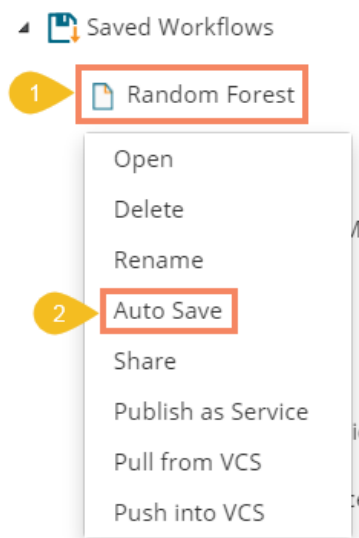 Saved Workflows
1
Random Forest
Open
Delete
Rename
2
Auto Save
Share
Publish as Service
Pull from VCS
Push into VCS